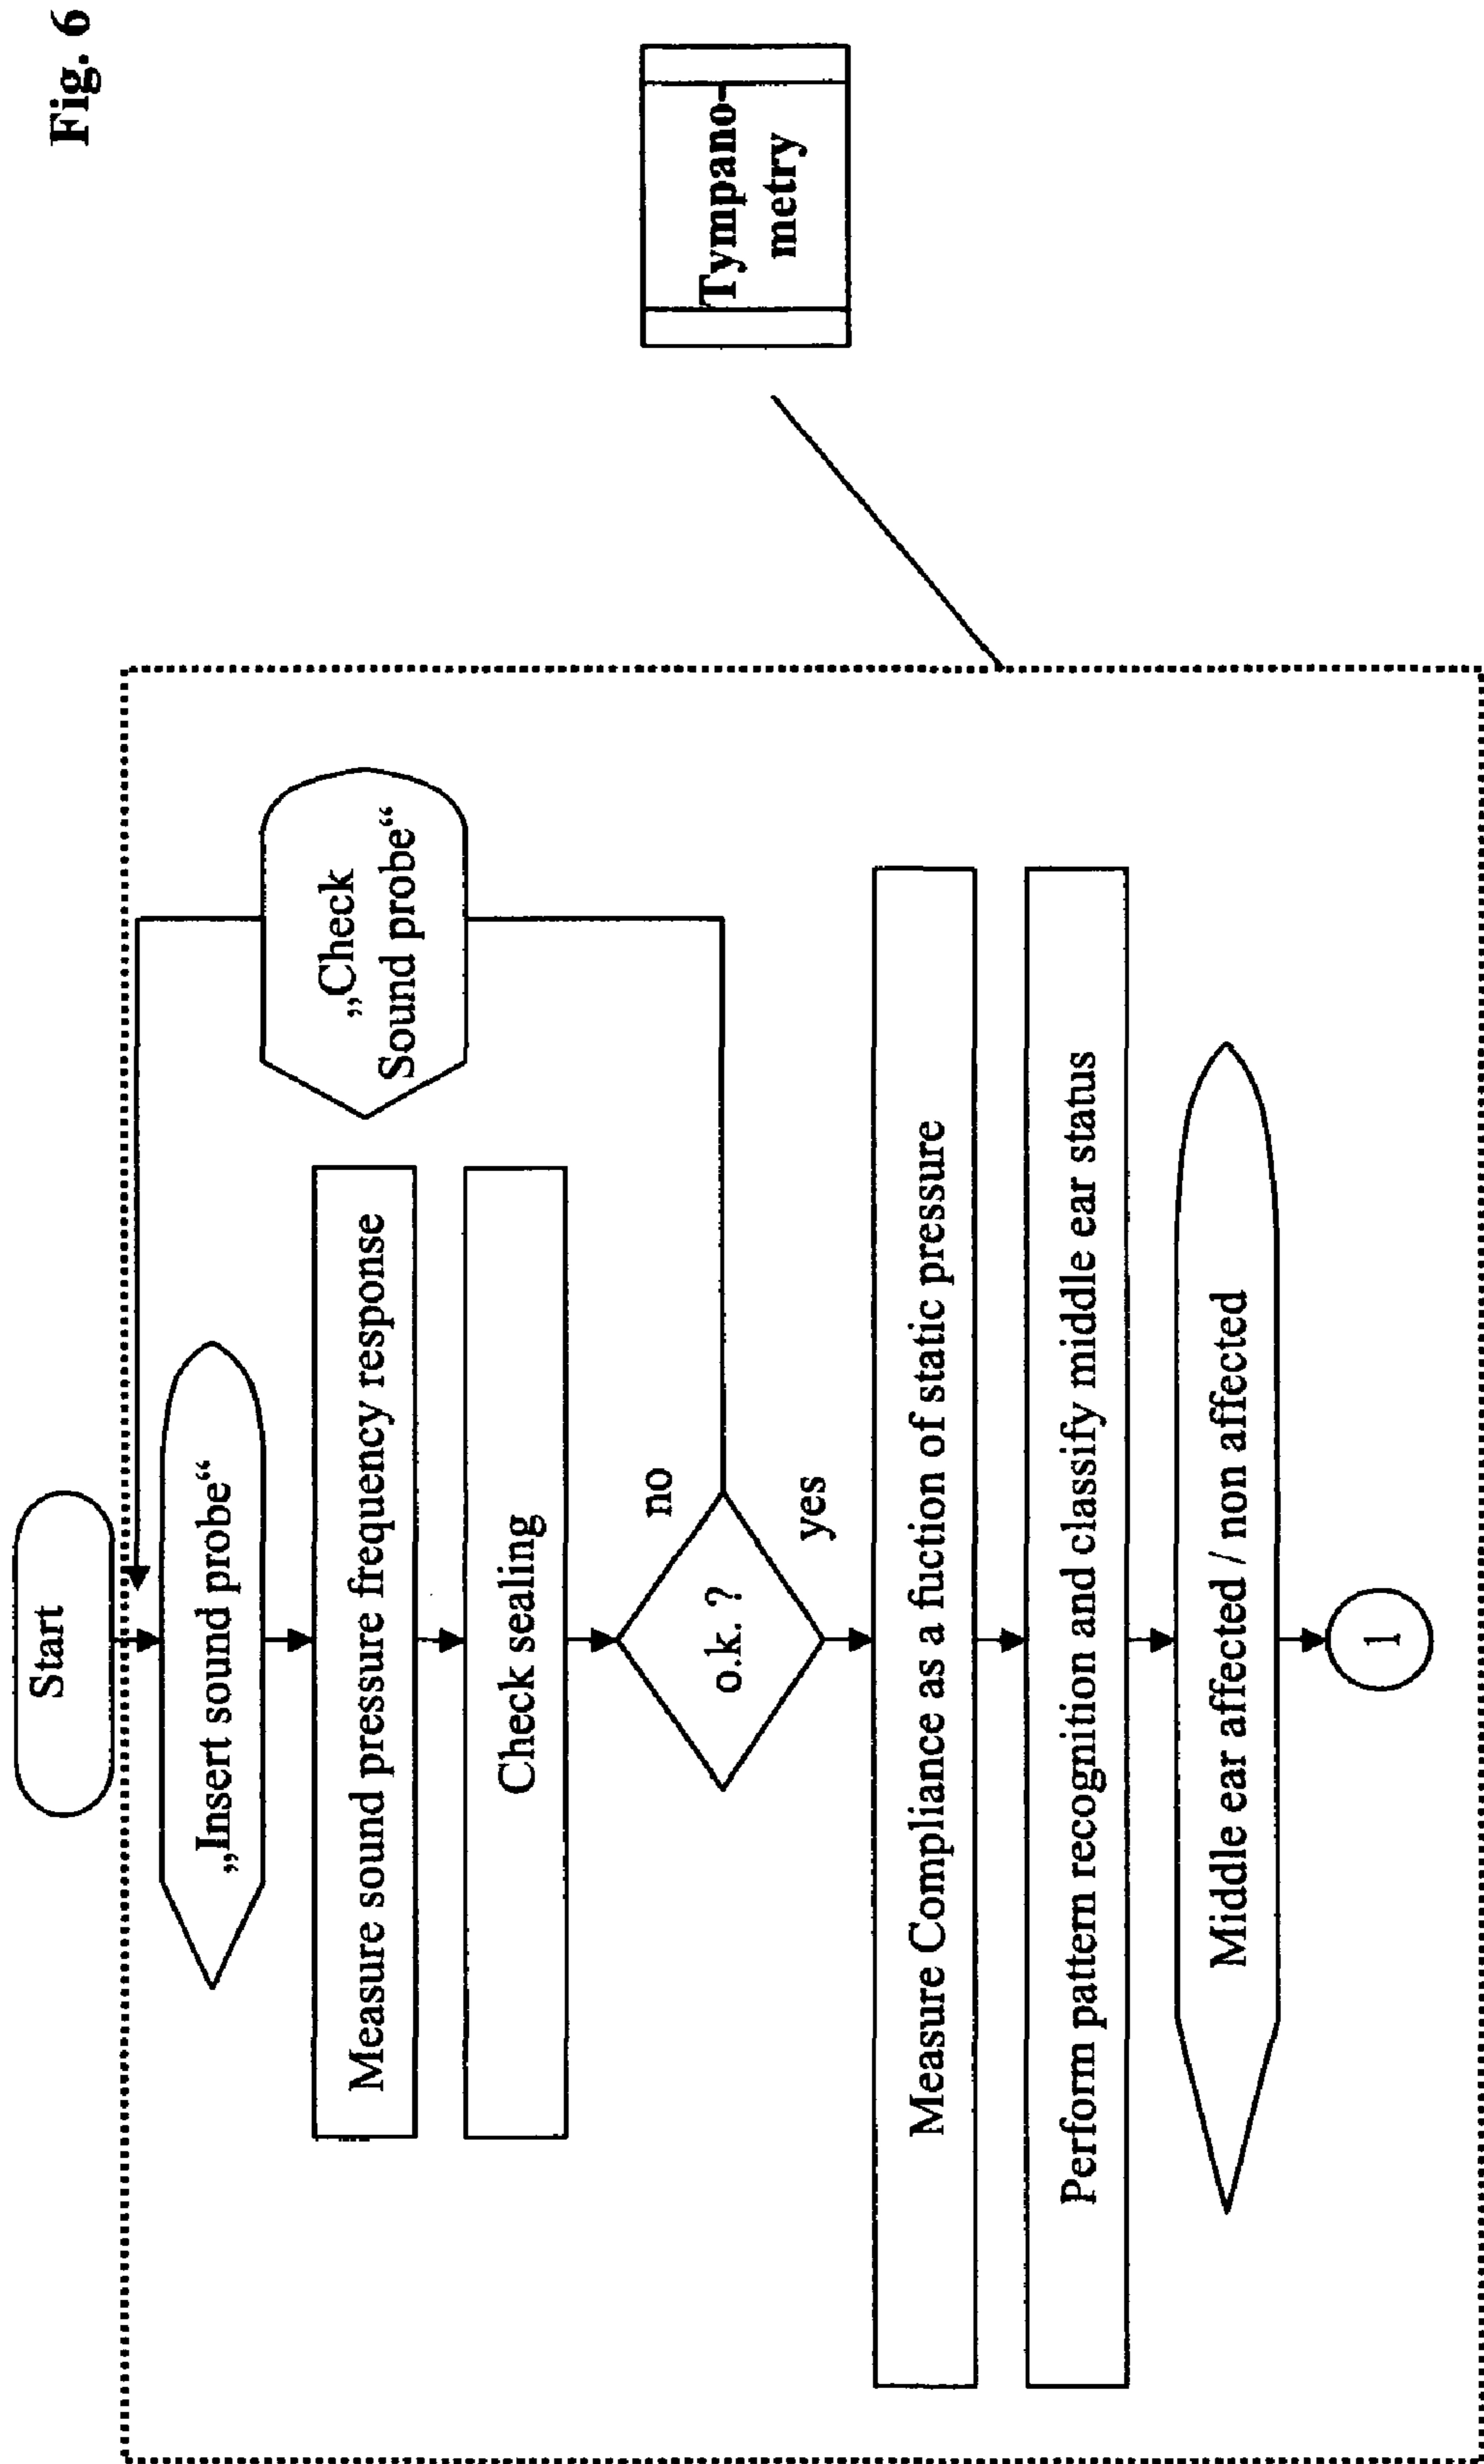 Fig. 6
Start
„Insert sound probe“
Measure sound pressure frequency response
Check sealing
o.k. ?
no
yes
„Check
Sound probe“
Measure Compliance as a fuction of static pressure
Perform pattern recognition and classify middle ear status
Middle ear affected / non affected
1
Tympano-
metry